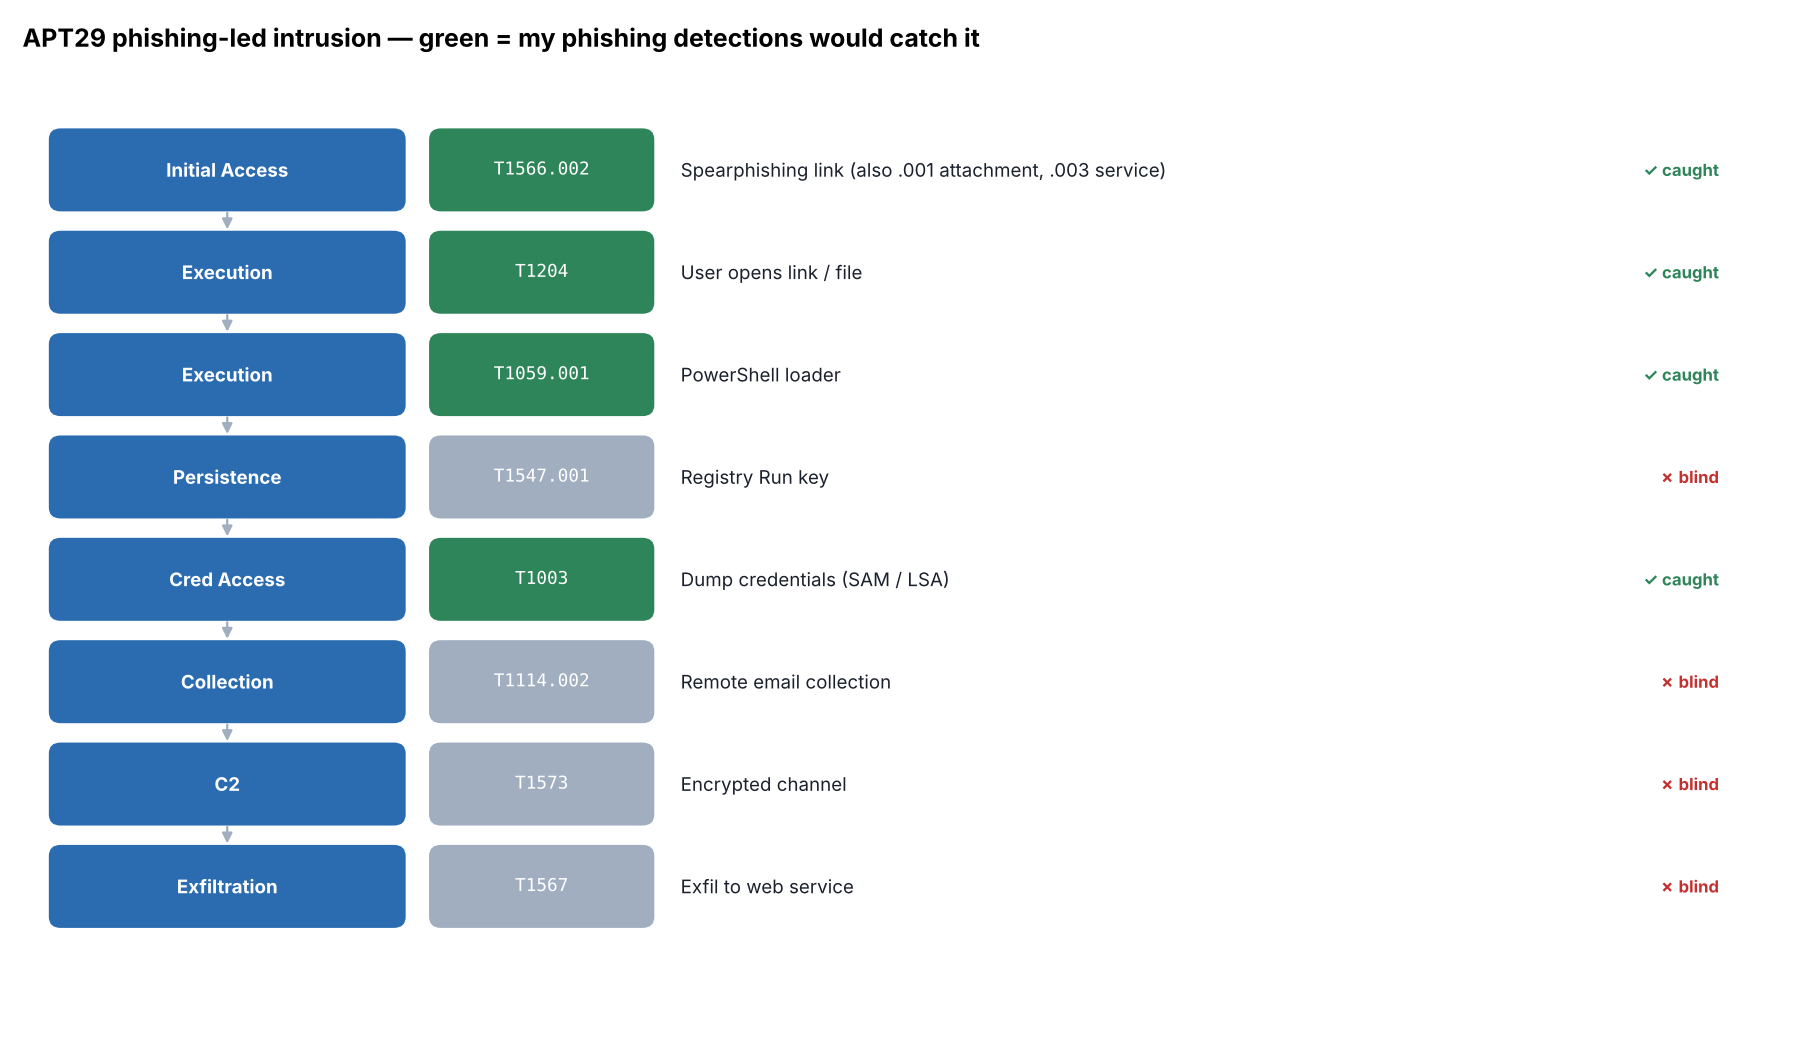 APT29 phishing-led intrusion — green = my phishing detections would catch it
Initial Access T1566.002 Spearphishing link (also .001 attachment, .003 service) ✓ caught
Execution T1204 User opens link / file ✓ caught
Execution T1059.001 PowerShell loader ✓ caught
Persistence T1547.001 Registry Run key × blind
Cred Access T1003 Dump credentials (SAM / LSA) ✓ caught
Collection T1114.002 Remote email collection × blind
C2 T1573 Encrypted channel × blind
Exfiltration T1567 Exfil to web service × blind